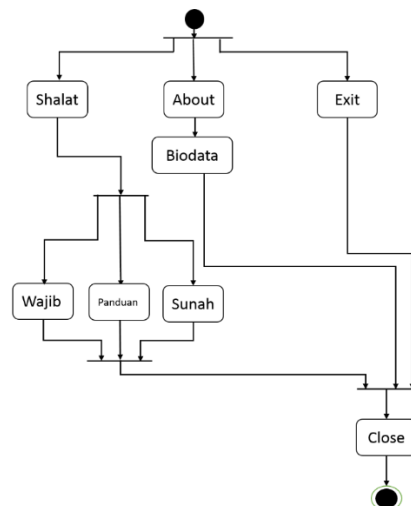 Shalat
About
Exit
Biodata
Wajib
Panduan
Sunah
Close